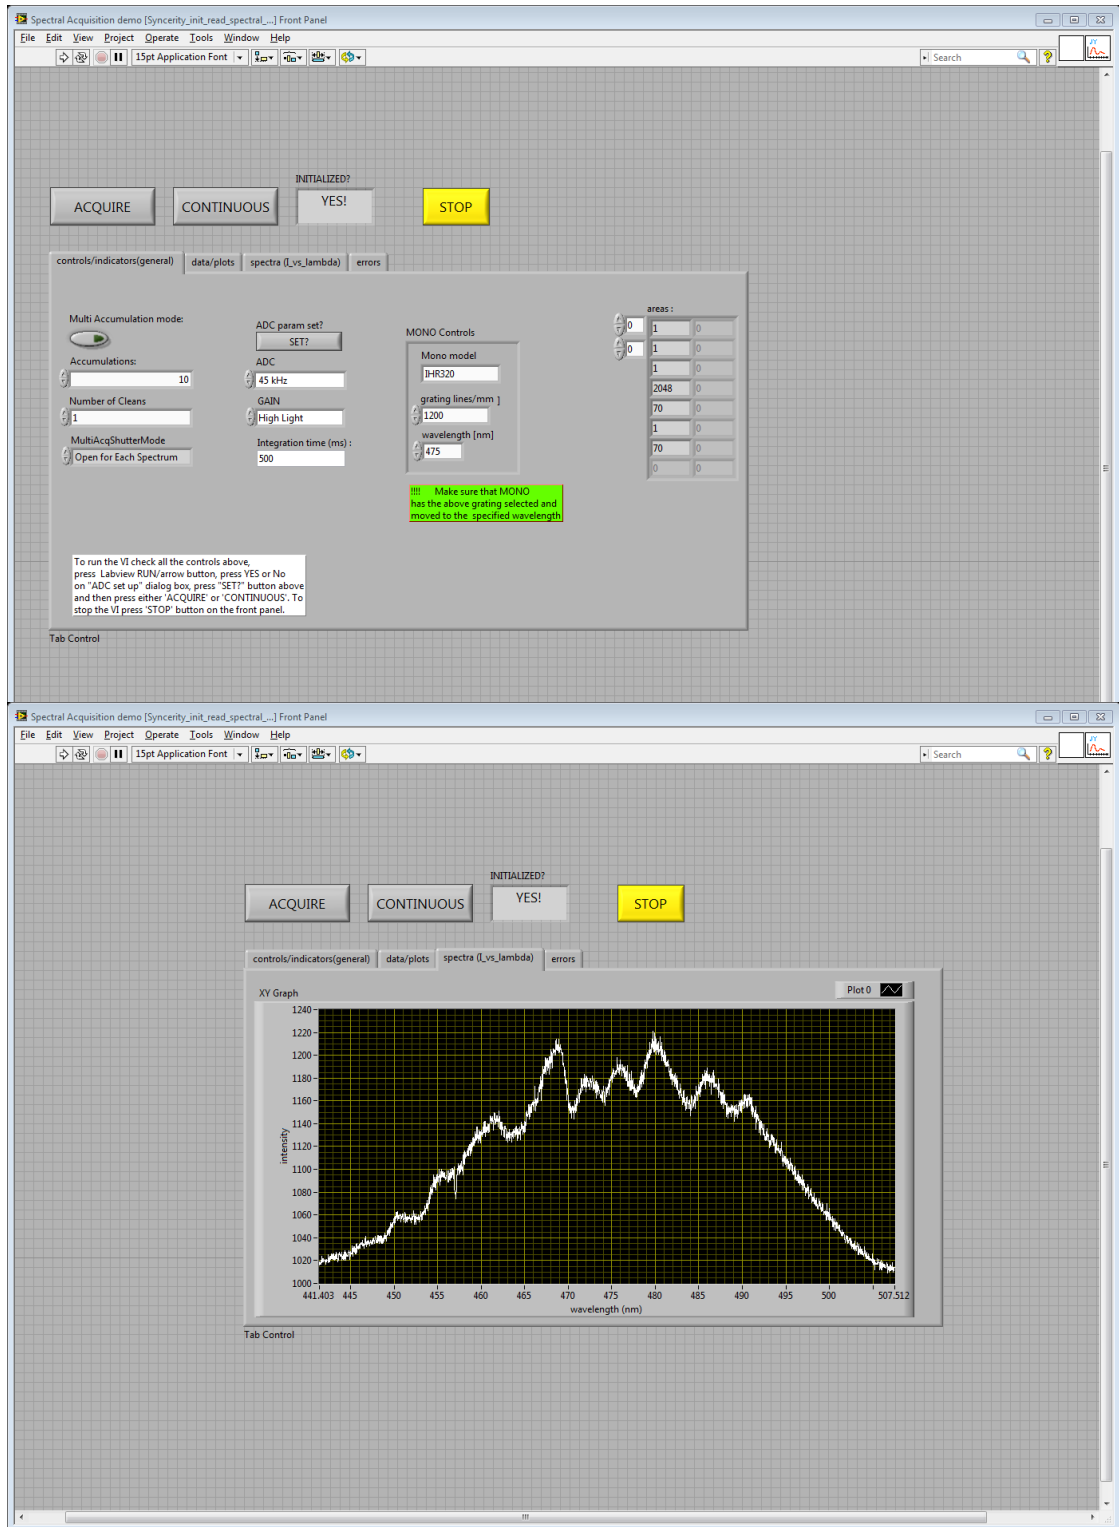 Spectral Acquisition demo [Syncerity_init_read_spectral_...] Front Panel
File Edit View Project Operate Tools Window Help
15pt Application Font
Search
INITIALIZED?
ACQUIRE CONTINUOUS YES! STOP
controls/indicators(general) data/plots spectra (I_vs_lambda) errors
Multi Accumulation mode:
Accumulations:
10
Number of Cleans
1
MultiAcqShutterMode
Open for Each Spectrum
ADC param set?
SET?
ADC
45 kHz
GAIN
High Light
Integration time (ms) :
500
MONO Controls
Mono model
IHR320
grating lines/mm ]
1200
wavelength [nm]
475
!!!! Make sure that MONO
has the above grating selected and
moved to the specified wavelength
areas :
0 1 0
0 1 0
1 0
2048 0
70 0
1 0
70 0
0 0
To run the VI check all the controls above,
press Labview RUN/arrow button, press YES or No
on "ADC set up" dialog box, press "SET?" button above
and then press either 'ACQUIRE' or 'CONTINUOUS'. To
stop the VI press 'STOP' button on the front panel.
Tab Control
Spectral Acquisition demo [Syncerity_init_read_spectral_...] Front Panel
File Edit View Project Operate Tools Window Help
15pt Application Font
Search
JY
INITIALIZED?
ACQUIRE CONTINUOUS YES! STOP
controls/indicators(general) data/plots spectra (I_vs_lambda) errors
XY Graph
Plot 0
1240
1220
1200
1180
1160
1140
1120
1100
1080
1060
1040
1020
1000
intensity
441.403 445 450 455 460 465 470 475 480 485 490 495 500 507.512
wavelength (nm)
Tab Control